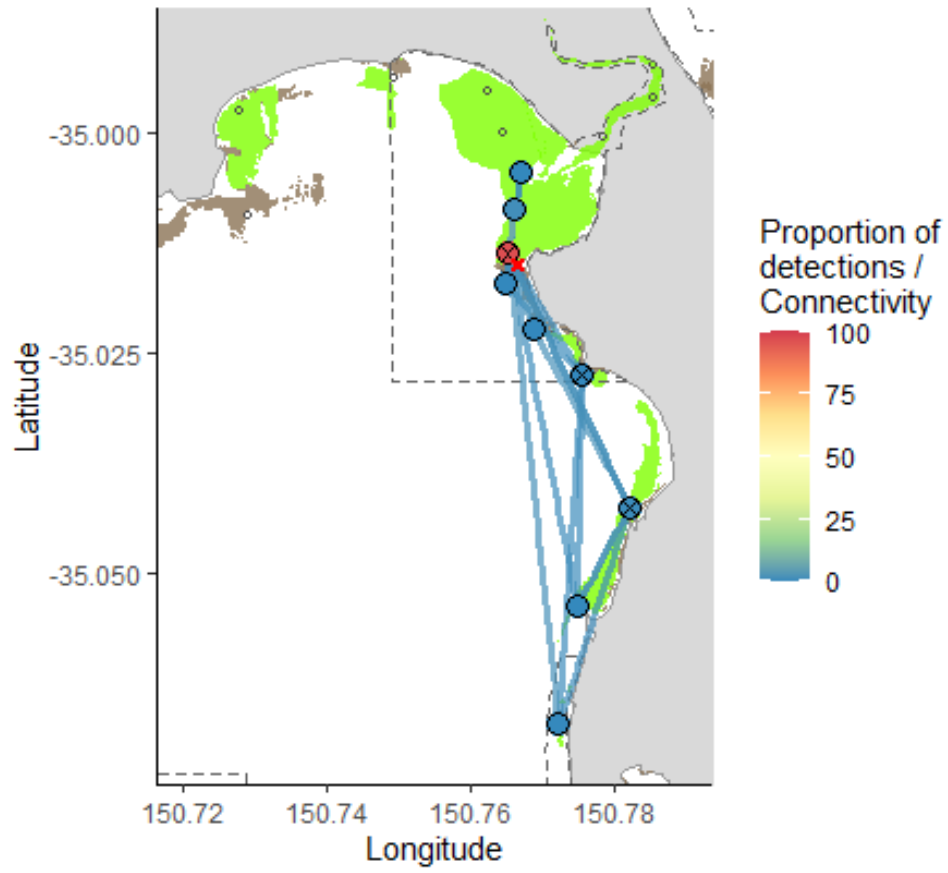 -35.000
-35.025
-35.050
Latitude
150.72 150.74 150.76 150.78
Longitude
Proportion of
detections /
Connectivity
100
75
50
25
0